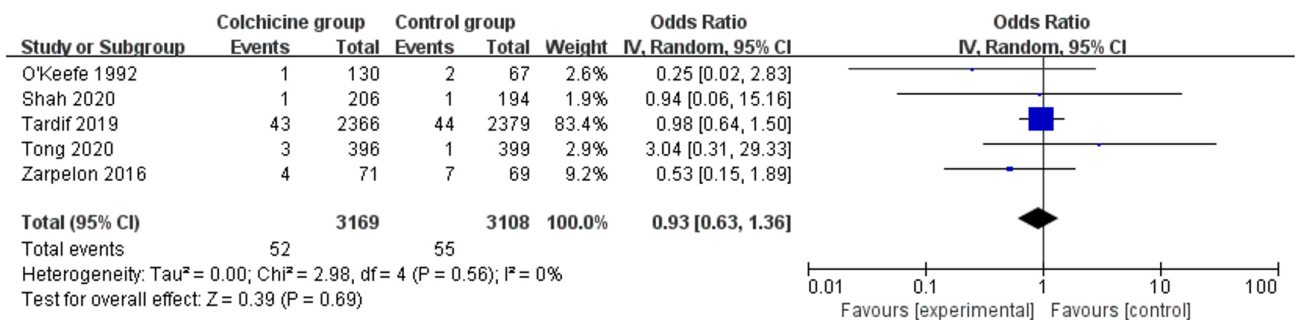 Colchicine group Control group Odds Ratio Odds Ratio
Study or Subgroup Events Total Events Total Weight IV, Random, 95% CI IV, Random, 95% CI
O'Keefe 1992 1 130 2 67 2.6% 0.25 [0.02, 2.83]
Shah 2020 1 206 1 194 1.9% 0.94 [0.06, 15.16]
Tardif 2019 43 2366 44 2379 83.4% 0.98 [0.64, 1.50]
Tong 2020 3 396 1 399 2.9% 3.04 [0.31, 29.33]
Zarpelon 2016 4 71 7 69 9.2% 0.53 [0.15, 1.89]
Total (95% CI) 3169 3108 100.0% 0.93 [0.63, 1.36]
Total events 52 55
Heterogeneity: Tau² = 0.00; Chi² = 2.98, df = 4 (P = 0.56); I² = 0%
Test for overall effect: Z = 0.39 (P = 0.69)
0.01 0.1 1 10 100
Favours [experimental] Favours [control]